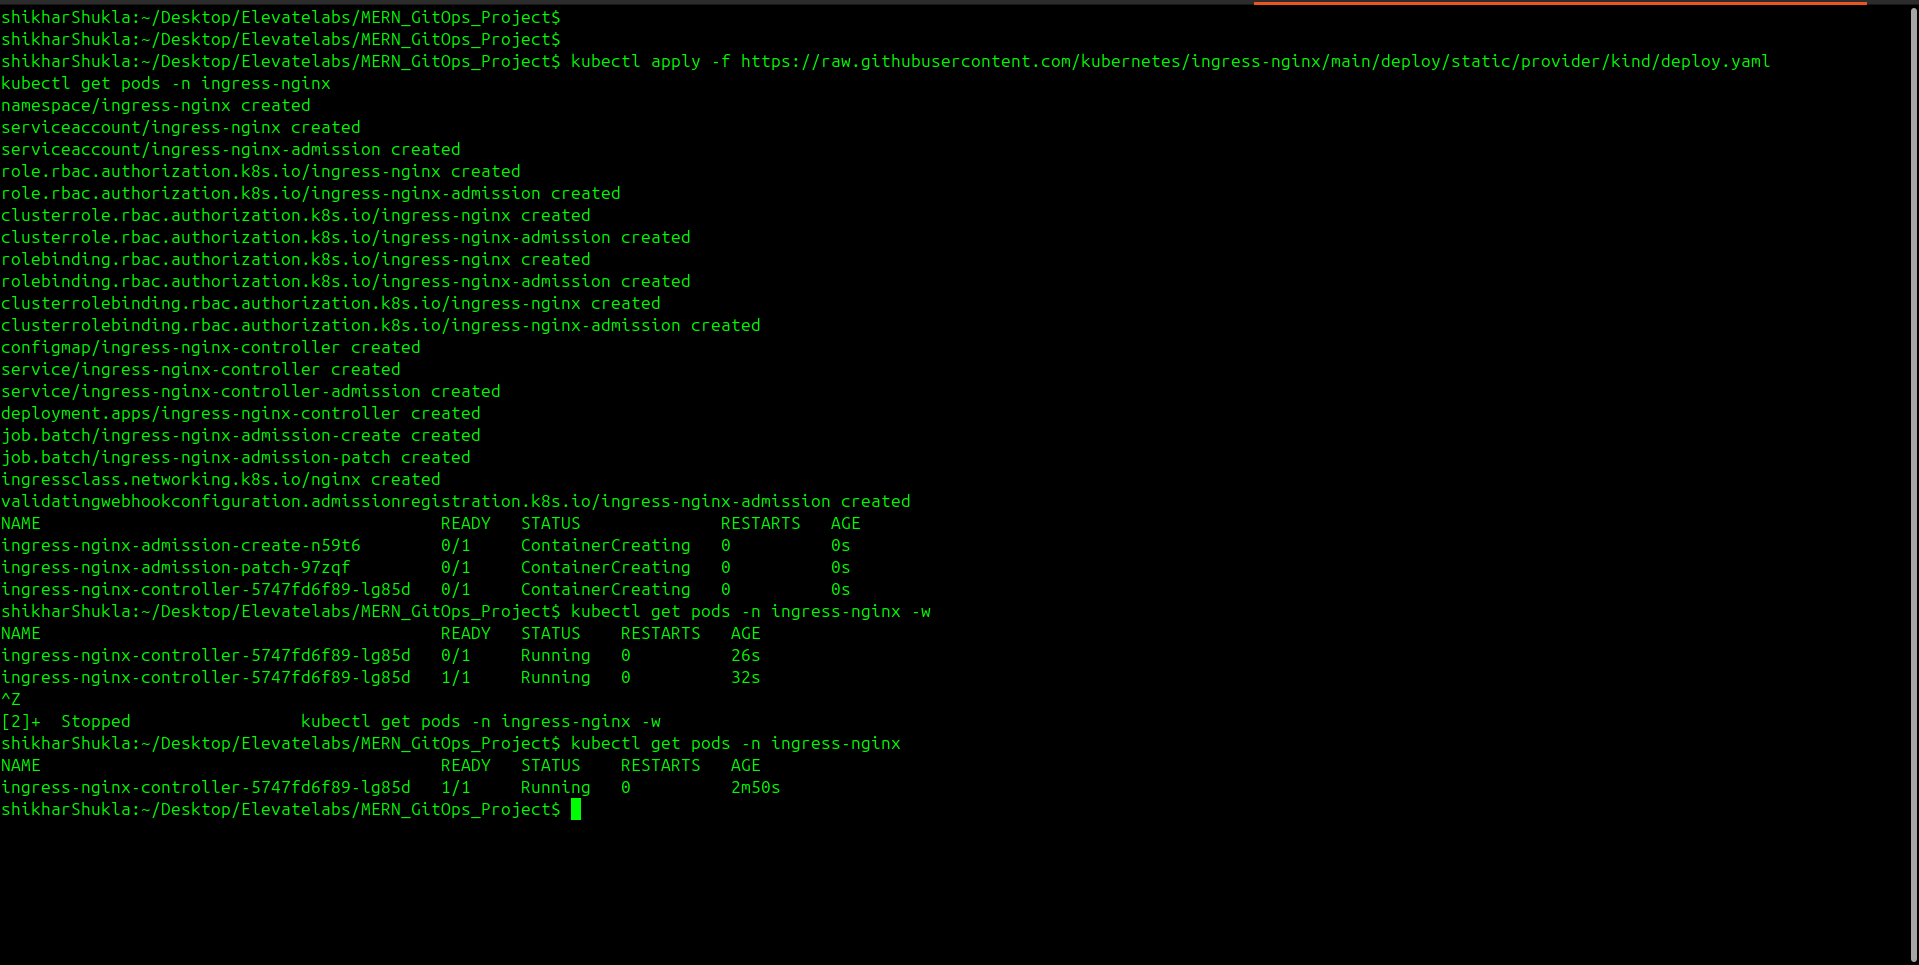 shikharShukla:~/Desktop/Elevatelabs/MERN_GitOps_Project$
shikharShukla:~/Desktop/Elevatelabs/MERN_GitOps_Project$
shikharShukla:~/Desktop/Elevatelabs/MERN_GitOps_Project$ kubectl apply -f https://raw.githubusercontent.com/kubernetes/ingress-nginx/main/deploy/static/provider/kind/deploy.yaml
kubectl get pods -n ingress-nginx
namespace/ingress-nginx created
serviceaccount/ingress-nginx created
serviceaccount/ingress-nginx-admission created
role.rbac.authorization.k8s.io/ingress-nginx created
role.rbac.authorization.k8s.io/ingress-nginx-admission created
clusterrole.rbac.authorization.k8s.io/ingress-nginx created
clusterrole.rbac.authorization.k8s.io/ingress-nginx-admission created
rolebinding.rbac.authorization.k8s.io/ingress-nginx created
rolebinding.rbac.authorization.k8s.io/ingress-nginx-admission created
clusterrolebinding.rbac.authorization.k8s.io/ingress-nginx created
clusterrolebinding.rbac.authorization.k8s.io/ingress-nginx-admission created
configmap/ingress-nginx-controller created
service/ingress-nginx-controller created
service/ingress-nginx-controller-admission created
deployment.apps/ingress-nginx-controller created
job.batch/ingress-nginx-admission-create created
job.batch/ingress-nginx-admission-patch created
ingressclass.networking.k8s.io/nginx created
validatingwebhookconfiguration.admissionregistration.k8s.io/ingress-nginx-admission created
NAME                                        READY   STATUS              RESTARTS   AGE
ingress-nginx-admission-create-n59t6        0/1     ContainerCreating   0          0s
ingress-nginx-admission-patch-97zqf         0/1     ContainerCreating   0          0s
ingress-nginx-controller-5747fd6f89-lg85d   0/1     ContainerCreating   0          0s
shikharShukla:~/Desktop/Elevatelabs/MERN_GitOps_Project$ kubectl get pods -n ingress-nginx -w
NAME                                        READY   STATUS    RESTARTS   AGE
ingress-nginx-controller-5747fd6f89-lg85d   0/1     Running   0          26s
ingress-nginx-controller-5747fd6f89-lg85d   1/1     Running   0          32s
^Z
[2]+  Stopped                 kubectl get pods -n ingress-nginx -w
shikharShukla:~/Desktop/Elevatelabs/MERN_GitOps_Project$ kubectl get pods -n ingress-nginx
NAME                                        READY   STATUS    RESTARTS   AGE
ingress-nginx-controller-5747fd6f89-lg85d   1/1     Running   0          2m50s
shikharShukla:~/Desktop/Elevatelabs/MERN_GitOps_Project$